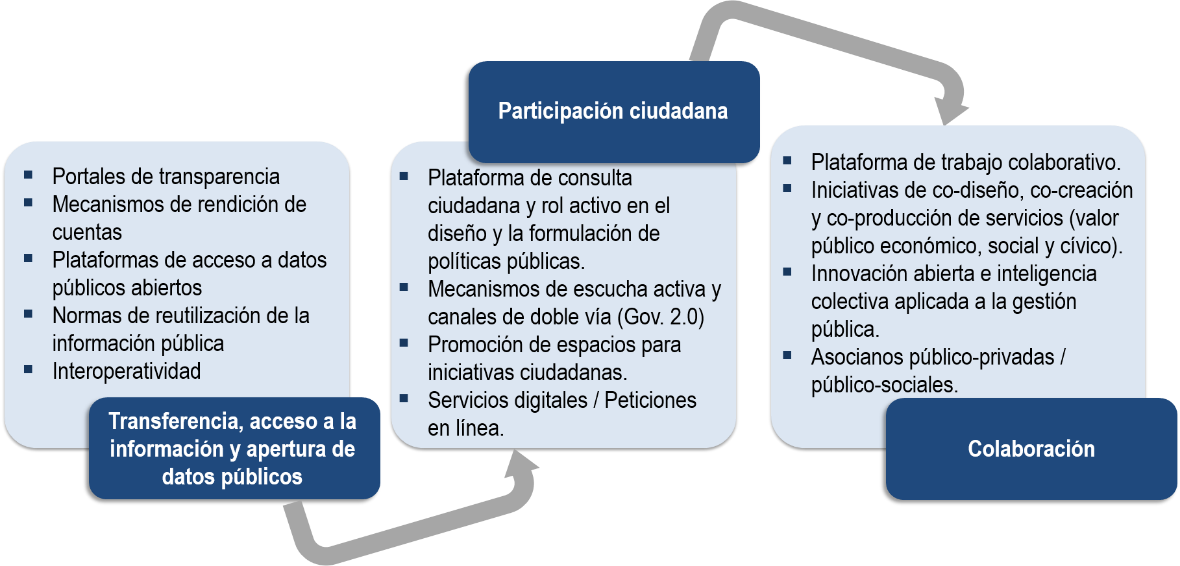 ▪ Portales de transparencia
▪ Mecanismos de rendición de
cuentas
▪ Plataformas de acceso a datos
públicos abiertos
▪ Normas de reutilización de la
información pública
▪ Interoperatividad
Transferencia, acceso a la
información y apertura de
datos públicos
Participación ciudadana
▪ Plataforma de consulta
ciudadana y rol activo en el
diseño y la formulación de
políticas públicas.
▪ Mecanismos de escucha activa y
canales de doble vía (Gov. 2.0)
▪ Promoción de espacios para
iniciativas ciudadanas.
▪ Servicios digitales / Peticiones
en línea.
▪ Plataforma de trabajo colaborativo.
▪ Iniciativas de co-diseño, co-creación
y co-producción de servicios (valor
público económico, social y cívico).
▪ Innovación abierta e inteligencia
colectiva aplicada a la gestión
pública.
▪ Asocianos público-privadas /
público-sociales.
Colaboración